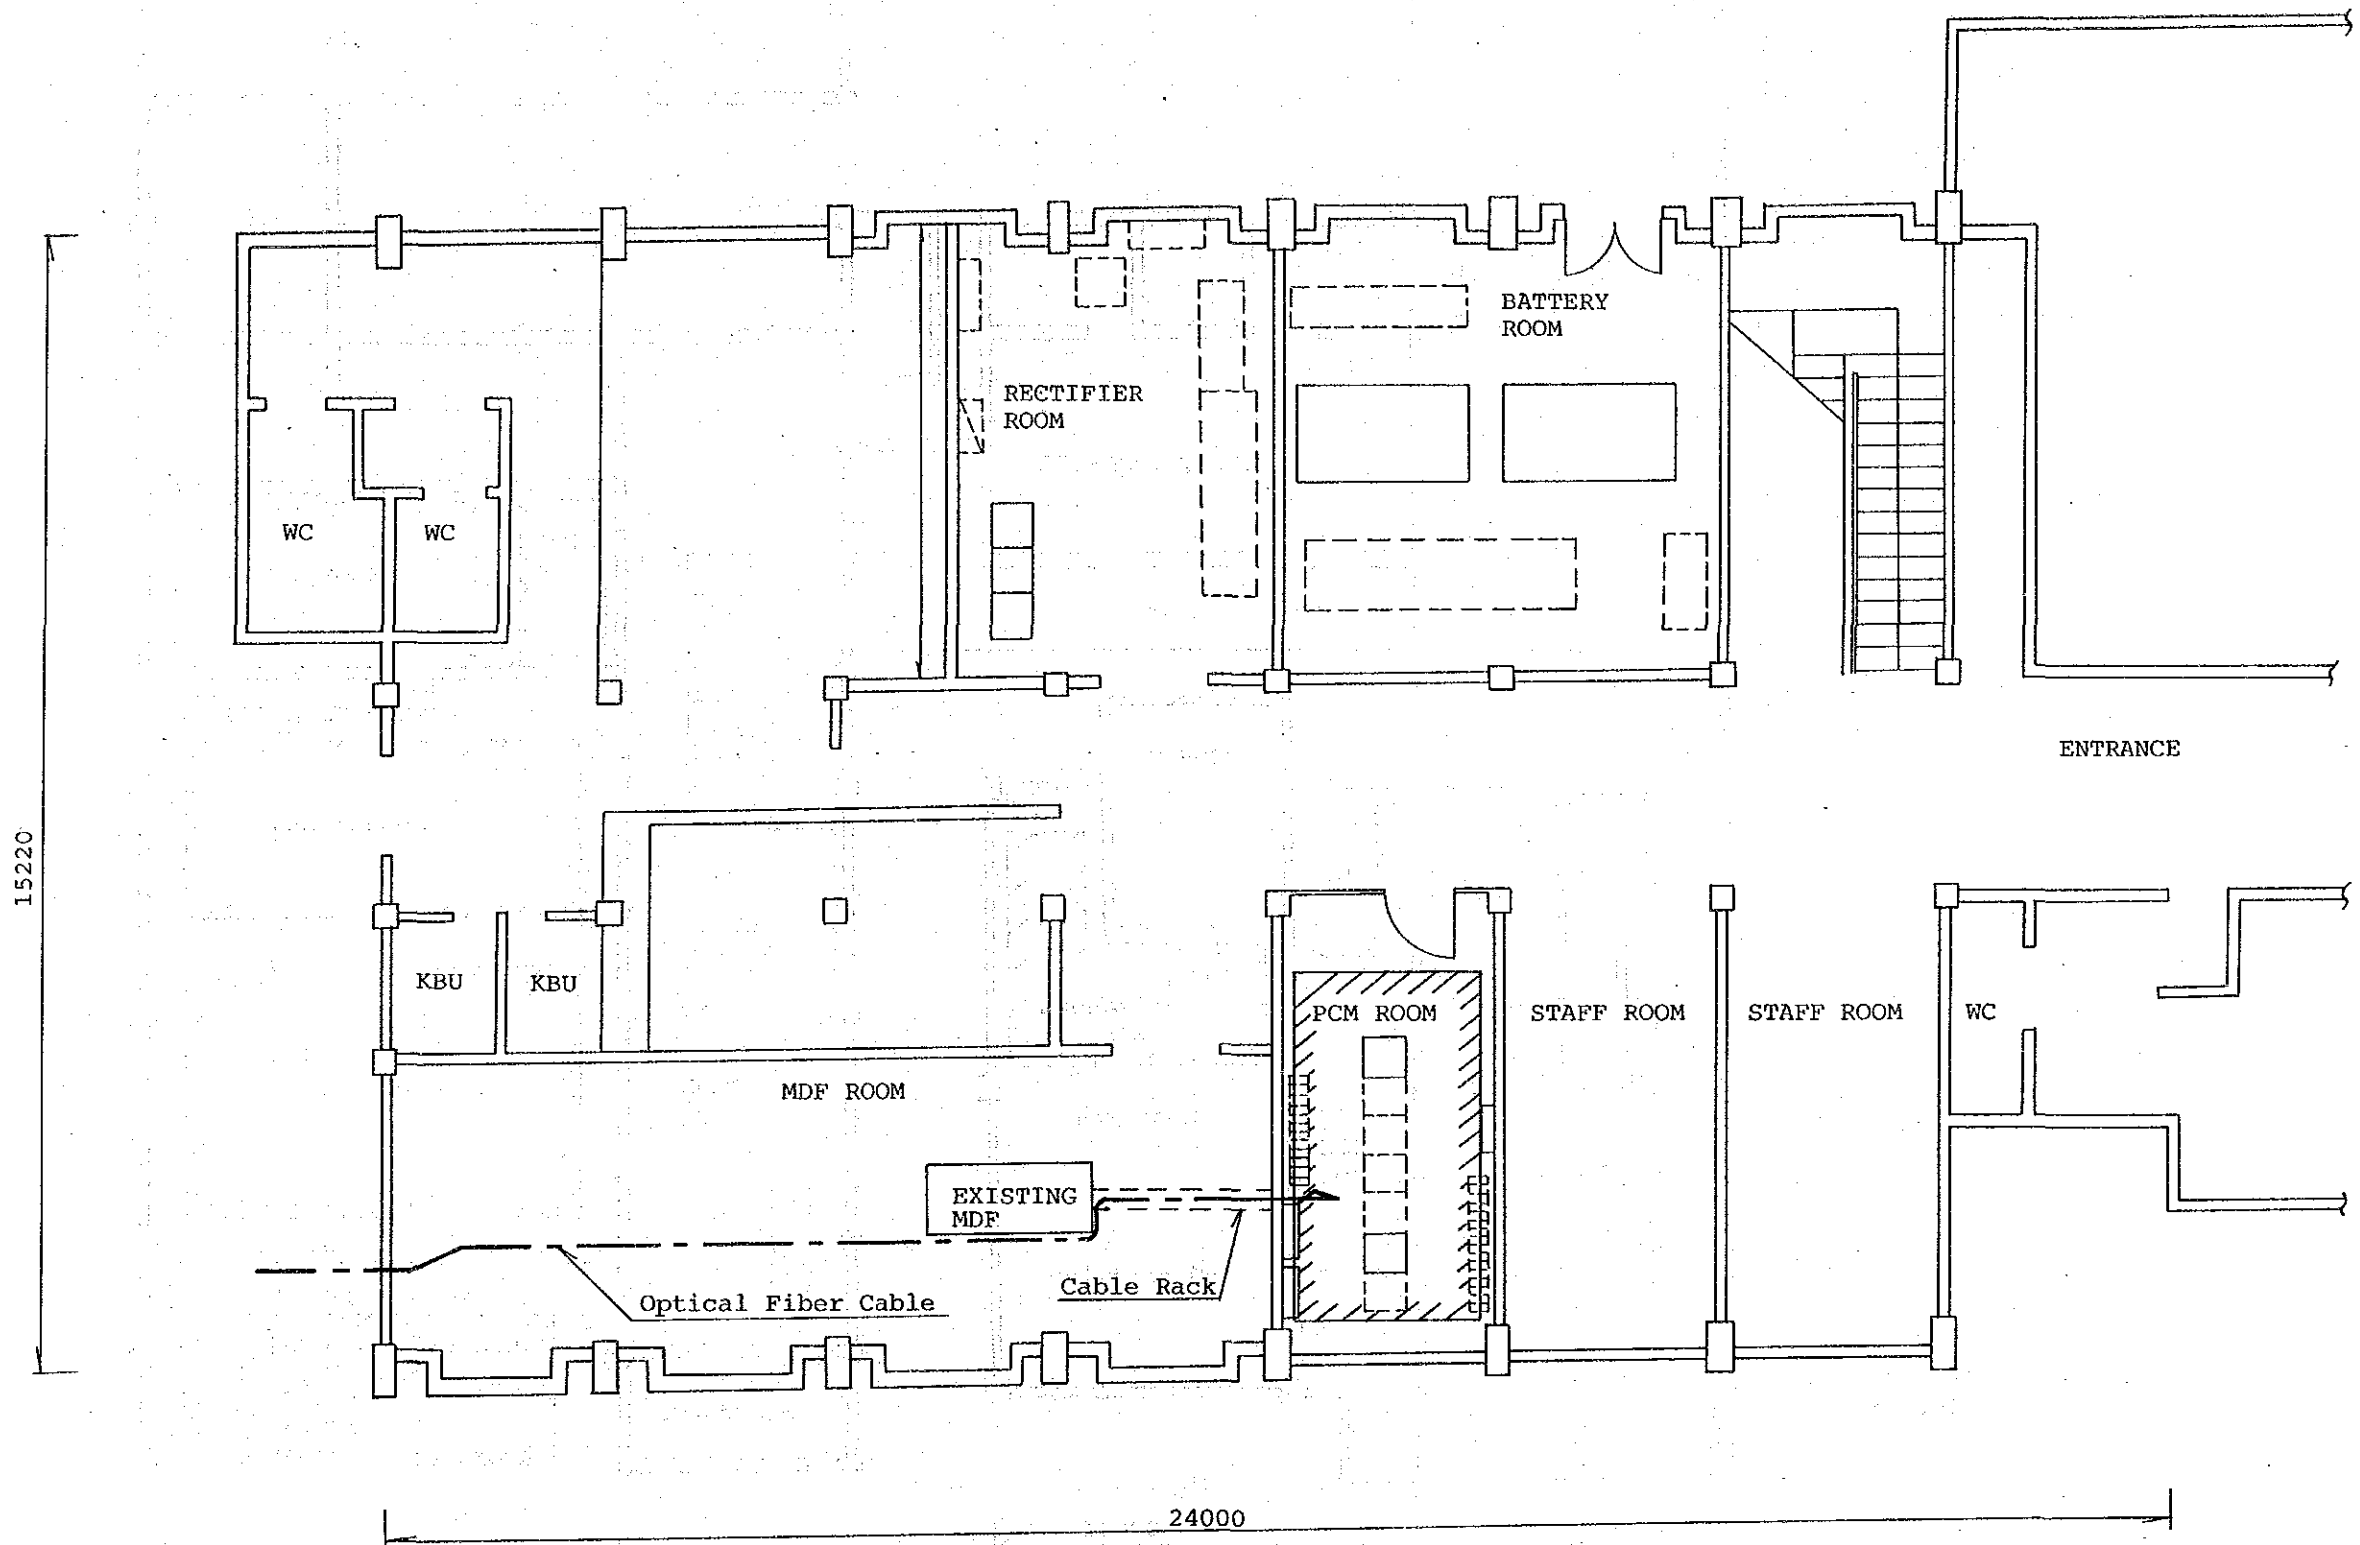 BATTERY
ROOM
RECTIFIER
ROOM
WC
WC
ENTRANCE
15220
KBU
KBU
PCM ROOM
STAFF ROOM
STAFF ROOM
WC
MDF ROOM
EXISTING
MDF
Cable Rack
Optical Fiber Cable
24000